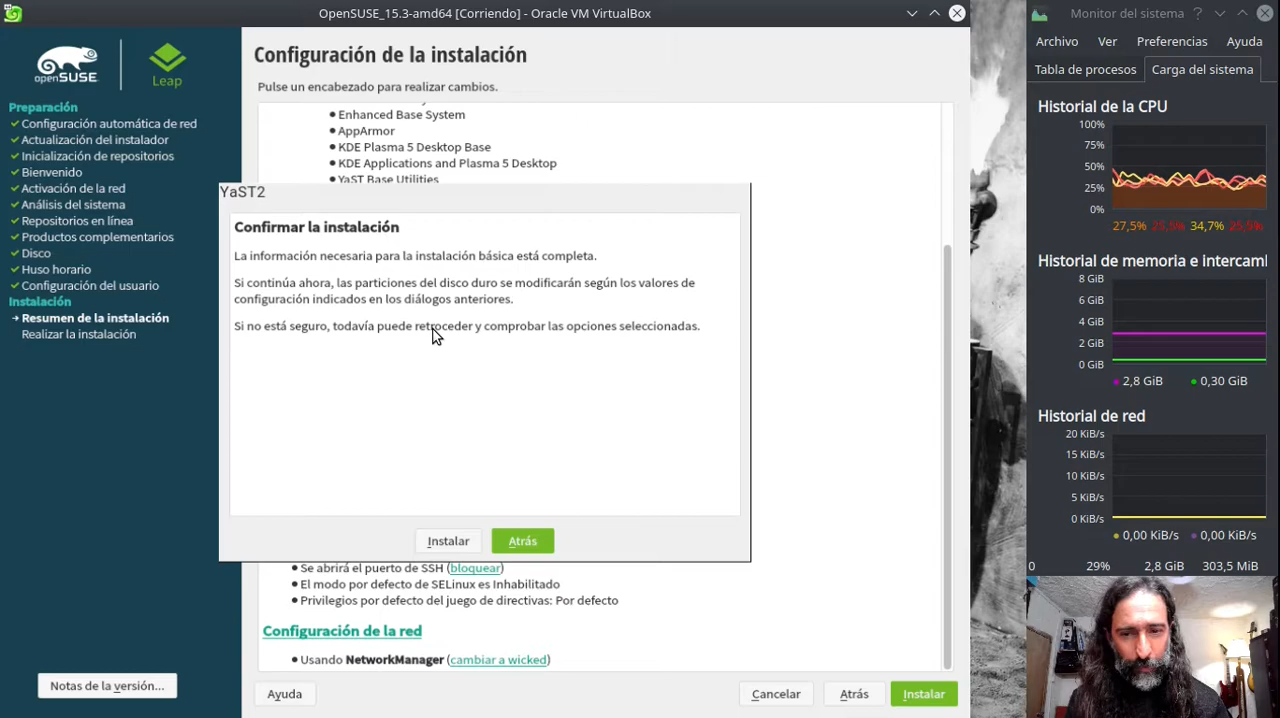 OpenSUSE_15.3-amd64 [Corriendo] - Oracle VM VirtualBox
openSUSE
Leap
Preparación
Configuración automática de red
Actualización del instalador
Inicialización de repositorios
Bienvenido
Activación de la red
Análisis del sistema
Repositorios en línea
Productos complementarios
Disco
Huso horario
Configuración del usuario
Instalación
Resumen de la instalación
Realizar la instalación
Notas de la versión...
Configuración de la instalación
Pulse un encabezado para realizar cambios.
Enhanced Base System
AppArmor
KDE Plasma 5 Desktop Base
KDE Applications and Plasma 5 Desktop
YaST Base Utilities
YaST2
Confirmar la instalación
La información necesaria para la instalación básica está completa.
Si continúa ahora, las particiones del disco duro se modificarán según los valores de
configuración indicados en los diálogos anteriores.
Si no está seguro, todavía puede retroceder y comprobar las opciones seleccionadas.
Instalar Atrás
Se abrirá el puerto de SSH (bloquear)
El modo por defecto de SELinux es Inhabilitado
Privilegios por defecto del juego de directivas: Por defecto
Configuración de la red
Usando NetworkManager (cambiar a wicked)
Ayuda Cancelar Atrás Instalar
Monitor del sistema ?
Archivo Ver Preferencias Ayuda
Tabla de procesos Carga del sistema
Historial de la CPU
100%
75%
50%
25%
0%
27,5% 25,5% 34,7% 25,5%
Historial de memoria e intercaml
8 GiB
6 GiB
4 GiB
2 GiB
0 GiB
2,8 GiB 0,30 GiB
Historial de red
20 KiB/s
15 KiB/s
10 KiB/s
5 KiB/s
0 KiB/s
0,00 KiB/s 0,00 KiB/s
0 29% 2,8 GiB 303,5 MiB